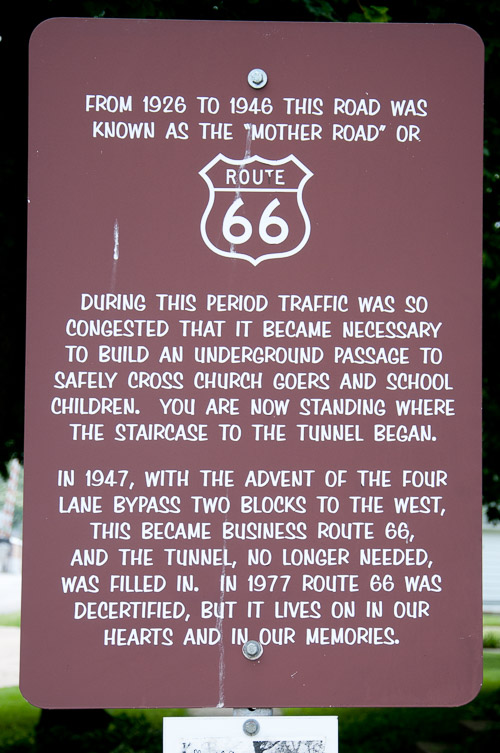 FROM 1926 TO 1946 THIS ROAD WAS
KNOWN AS THE "MOTHER ROAD" OR
ROUTE
66
DURING THIS PERIOD TRAFFIC WAS SO
CONGESTED THAT IT BECAME NECESSARY
TO BUILD AN UNDERGROUND PASSAGE TO
SAFELY CROSS CHURCH GOERS AND SCHOOL
CHILDREN. YOU ARE NOW STANDING WHERE
THE STAIRCASE TO THE TUNNEL BEGAN.
IN 1947, WITH THE ADVENT OF THE FOUR
LANE BYPASS TWO BLOCKS TO THE WEST,
THIS BECAME BUSINESS ROUTE 66,
AND THE TUNNEL, NO LONGER NEEDED,
WAS FILLED IN. IN 1977 ROUTE 66 WAS
DECERTIFIED, BUT IT LIVES ON IN OUR
HEARTS AND IN OUR MEMORIES.